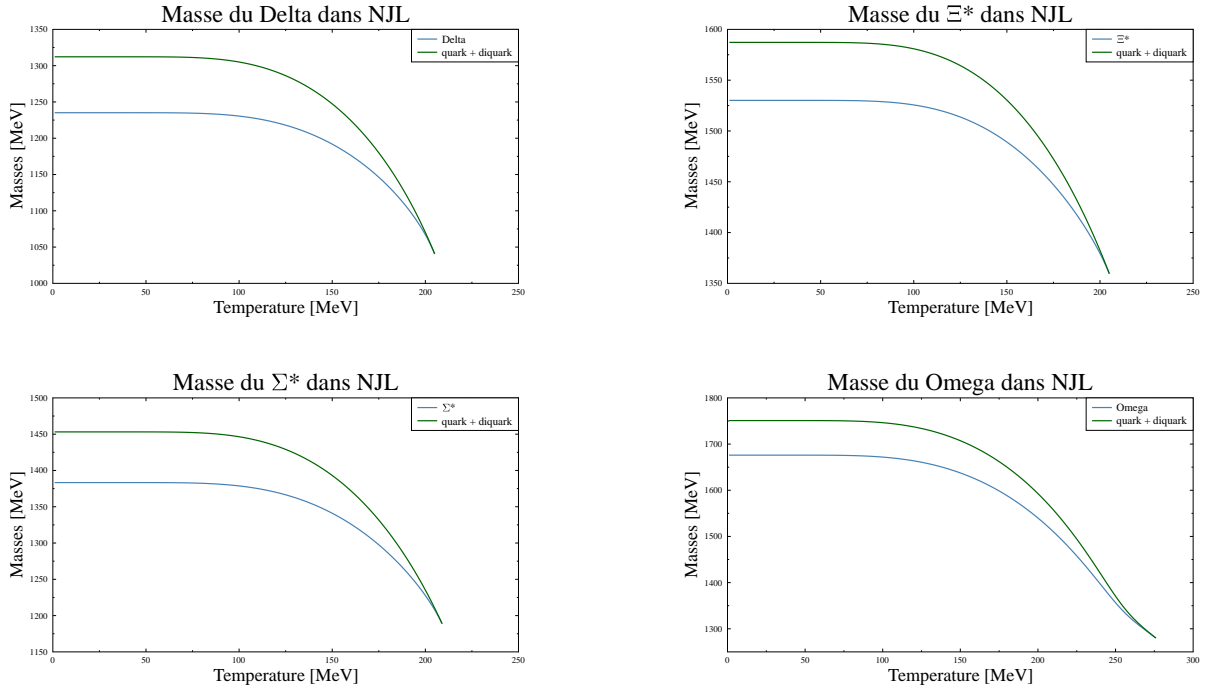 Masse du Delta dans NJL
1350
1300
1250
1200
1150
1100
1050
1000
0
50
100
150
200
250
Masses [MeV]
Temperature [MeV]
Delta
quark + diquark
Masse du Ξ* dans NJL
1600
1550
1500
1450
1400
1350
0
50
100
150
200
250
Masses [MeV]
Temperature [MeV]
Ξ*
quark + diquark
Masse du Σ* dans NJL
1500
1450
1400
1350
1300
1250
1200
1150
0
50
100
150
200
250
Masses [MeV]
Temperature [MeV]
Σ*
quark + diquark
Masse du Omega dans NJL
1800
1700
1600
1500
1400
1300
0
50
100
150
200
250
300
Masses [MeV]
Temperature [MeV]
Omega
quark + diquark